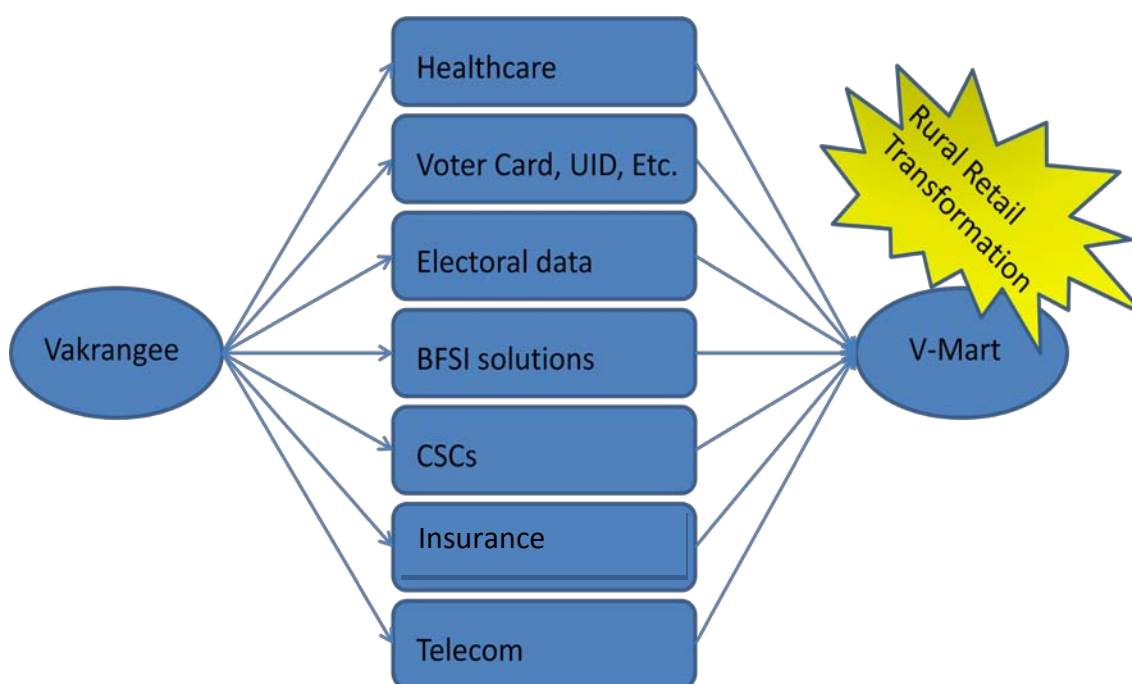 Healthcare
Voter Card, UID, Etc.
Electoral data
Vakrangee
BFSI solutions
CSCs
Insurance
Telecom
V-Mart
Rural Retail
Transformation